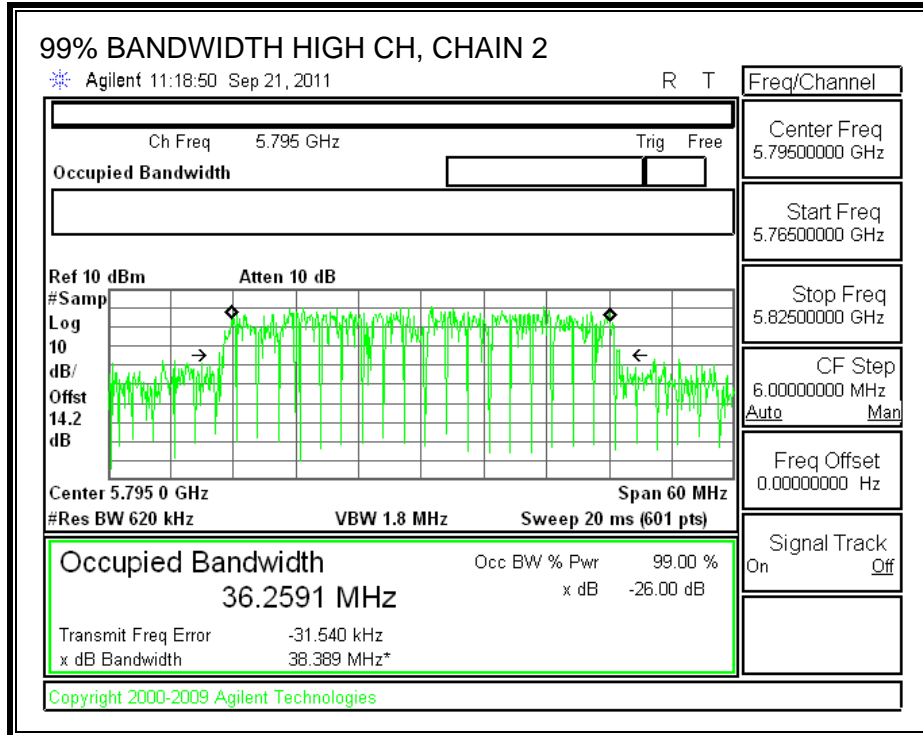 99% BANDWIDTH HIGH CH, CHAIN 2
Agilent 11:18:50 Sep 21, 2011 R T
Ch Freq 5.795 GHz Trig Free
Occupied Bandwidth
Ref 10 dBm Atten 10 dB
#Samp
Log
10
dB/
Offst
14.2
dB
Center 5.795 0 GHz Span 60 MHz
#Res BW 620 kHz VBW 1.8 MHz Sweep 20 ms (601 pts)
Occupied Bandwidth Occ BW % Pwr 99.00 %
36.2591 MHz x dB -26.00 dB
Transmit Freq Error -31.540 kHz
x dB Bandwidth 38.389 MHz*
Copyright 2000-2009 Agilent Technologies
Freq/Channel
Center Freq
5.79500000 GHz
Start Freq
5.76500000 GHz
Stop Freq
5.82500000 GHz
CF Step
6.00000000 MHz
Auto Man
Freq Offset
0.00000000 Hz
Signal Track
On Off